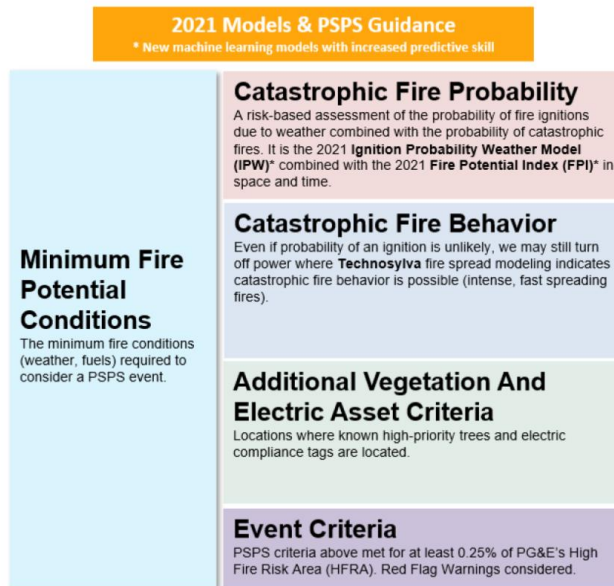 2021 Models & PSPS Guidance
* New machine learning models with increased predictive skill
Minimum Fire
Potential
Conditions
The minimum fire conditions
(weather, fuels) required to
consider a PSPS event.
Catastrophic Fire Probability
A risk-based assessment of the probability of fire ignitions
due to weather combined with the probability of catastrophic
fires. It is the 2021 Ignition Probability Weather Model
(IPW)* combined with the 2021 Fire Potential Index (FPI)* in
space and time.
Catastrophic Fire Behavior
Even if probability of an ignition is unlikely, we may still turn
off power where Technosylva fire spread modeling indicates
catastrophic fire behavior is possible (intense, fast spreading
fires).
Additional Vegetation And
Electric Asset Criteria
Locations where known high-priority trees and electric
compliance tags are located.
Event Criteria
PSPS criteria above met for at least 0.25% of PG&E's High
Fire Risk Area (HFRA). Red Flag Warnings considered.